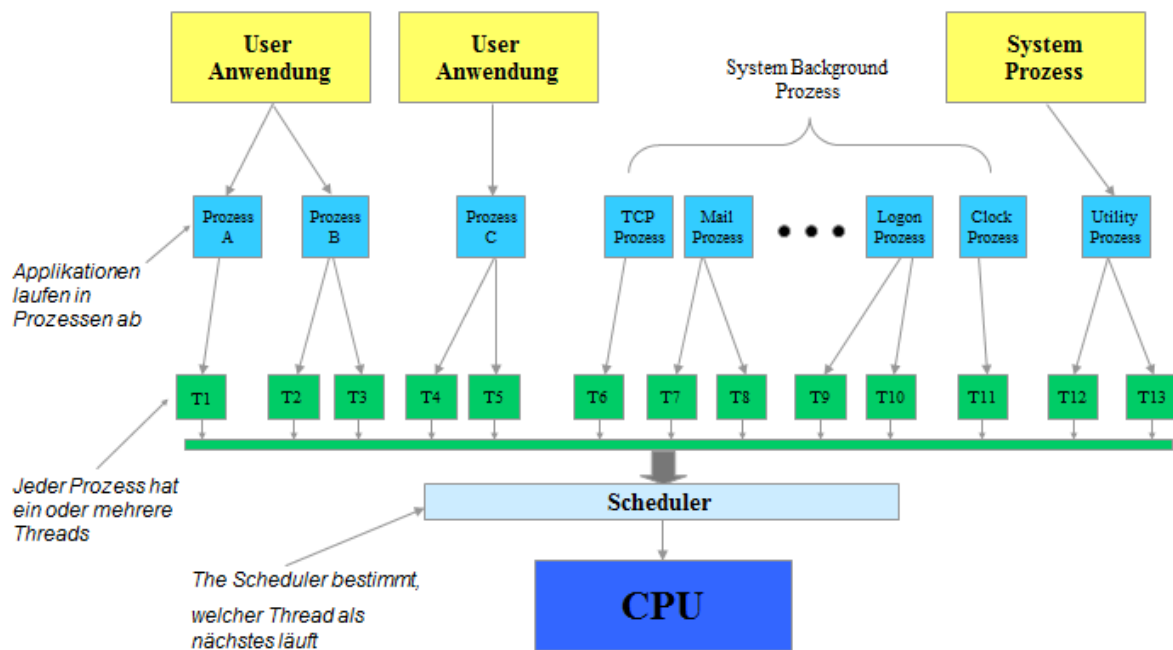 User
Anwendung
User
Anwendung
System Background
Prozess
System
Prozess
Prozess
A
Prozess
B
Prozess
C
TCP
Prozess
Mail
Prozess
Logon
Prozess
Clock
Prozess
Utility
Prozess
Applikationen
laufen in
Prozessen ab
T1
T2
T3
T4
T5
T6
T7
T8
T9
T10
T11
T12
T13
Jeder Prozess hat
ein oder mehrere
Threads
Scheduler
The Scheduler bestimmt,
welcher Thread als
nächstes läuft
CPU